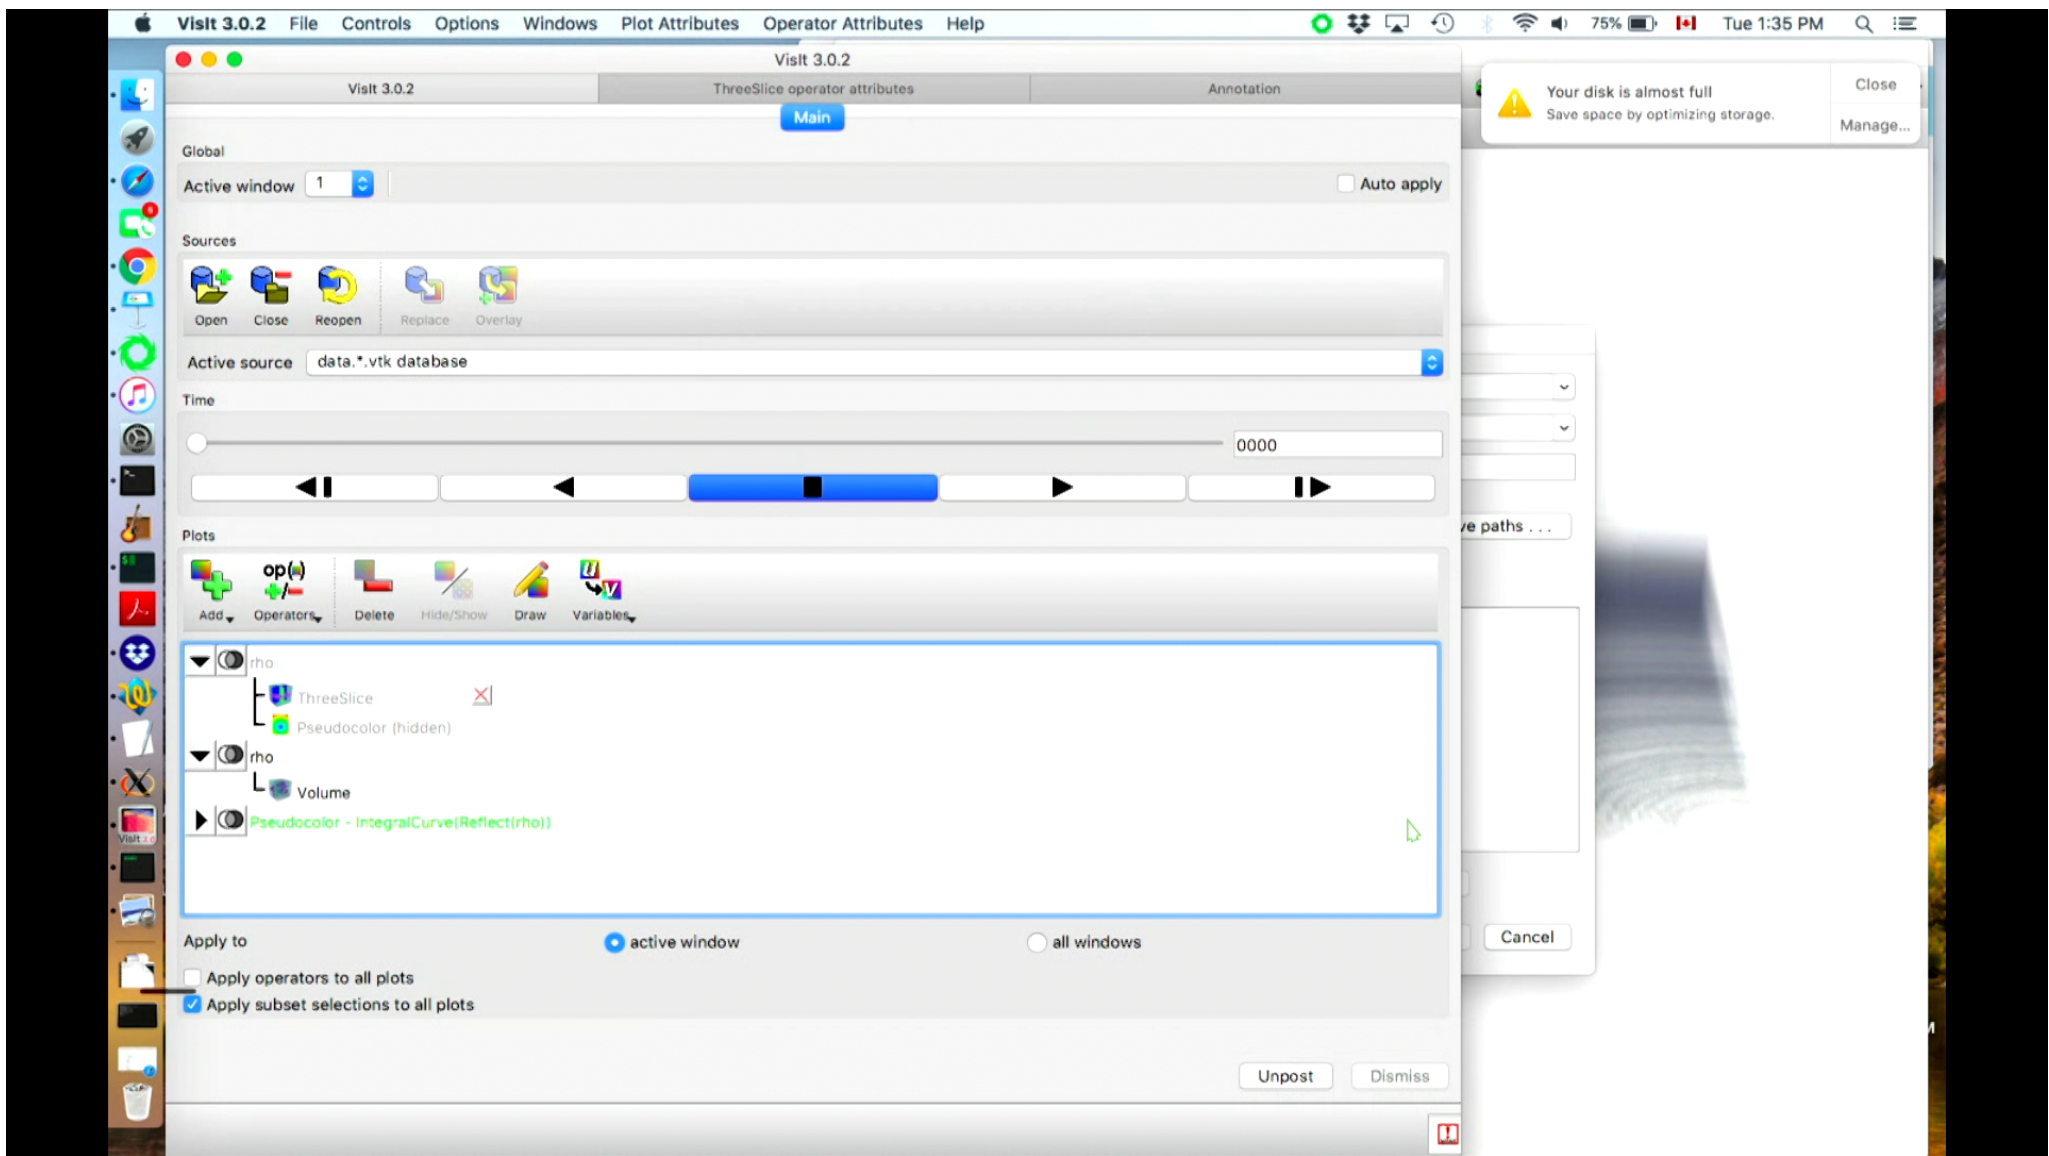 VisIt 3.0.2 File Controls Options Windows Plot Attributes Operator Attributes Help 75% Tue 1:35 PM
VisIt 3.0.2
VisIt 3.0.2 ThreeSlice operator attributes Annotation
Your disk is almost full
Save space by optimizing storage.
Close
Manage...
Main
Global
Active window 1 Auto apply
Sources
Open Close Reopen Replace Overlay
Active source data.*.vtk database
Time
0000
ve paths . . .
Plots
op(
Add Operators Delete Hide/Show Draw Variables
rho
ThreeSlice
Pseudocolor (hidden)
rho
Volume
Pseudocolor - IntegralCurve(Reflect(rho))
Apply to active window all windows
Cancel
Apply operators to all plots
Apply subset selections to all plots
Unpost Dismiss